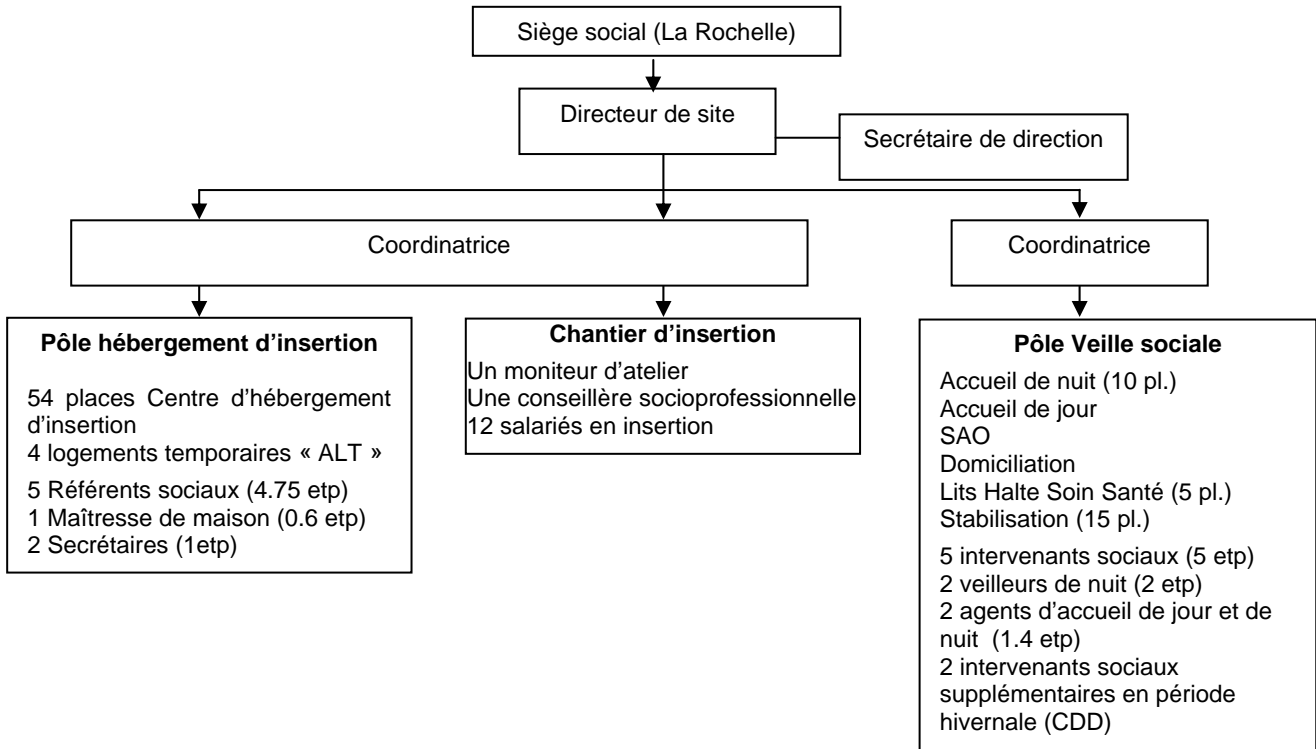 Siège social (La Rochelle)
Directeur de site
Secrétaire de direction
Coordinatrice
Coordinatrice
Pôle hébergement d'insertion
54 places Centre d'hébergement
d'insertion
4 logements temporaires « ALT »
5 Référents sociaux (4.75 etp)
1 Maîtresse de maison (0.6 etp)
2 Secrétaires (1etp)
Chantier d'insertion
Un moniteur d'atelier
Une conseillère socioprofessionnelle
12 salariés en insertion
Pôle Veille sociale
Accueil de nuit (10 pl.)
Accueil de jour
SAO
Domiciliation
Lits Halte Soin Santé (5 pl.)
Stabilisation (15 pl.)
5 intervenants sociaux (5 etp)
2 veilleurs de nuit (2 etp)
2 agents d'accueil de jour et de
nuit (1.4 etp)
2 intervenants sociaux
supplémentaires en période
hivernale (CDD)